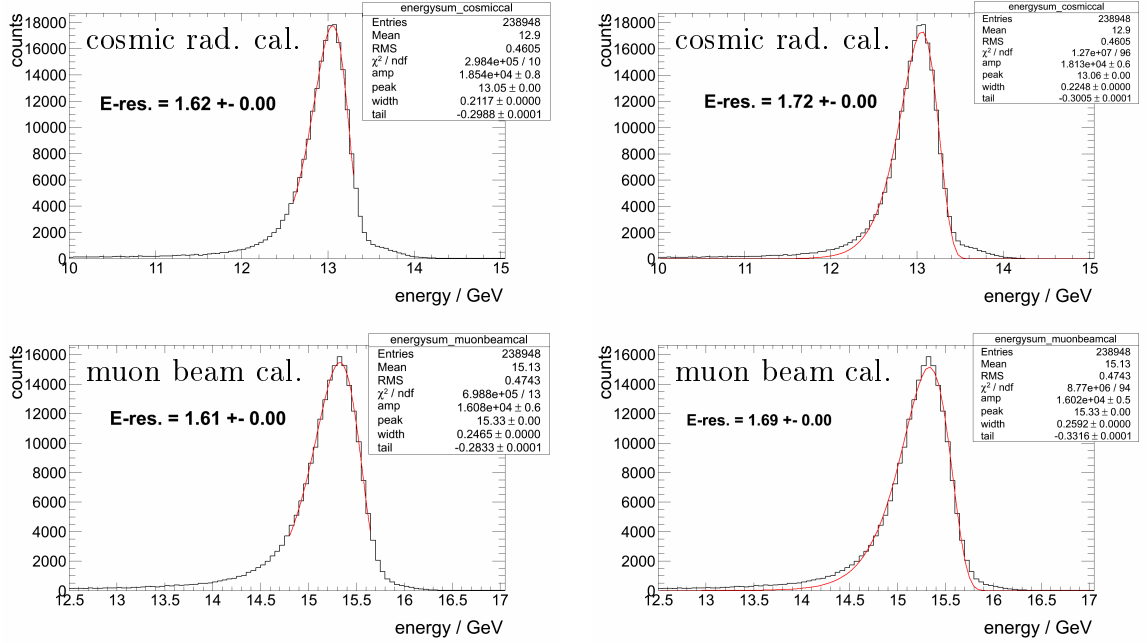 energysum_cosmiccal
Entries 238948
Mean 12.9
RMS 0.4605
χ² / ndf 2.984e+05 / 10
amp 1.854e+04 ± 0.8
peak 13.05 ± 0.00
width 0.2117 ± 0.0000
tail -0.2988 ± 0.0001
cosmic rad. cal.
E-res. = 1.62 +- 0.00
counts
18000
16000
14000
12000
10000
8000
6000
4000
2000
0
10 11 12 13 14 15
energy / GeV
energysum_cosmiccal
Entries 238948
Mean 12.9
RMS 0.4605
χ² / ndf 1.27e+07 / 96
amp 1.813e+04 ± 0.6
peak 13.06 ± 0.00
width 0.2248 ± 0.0000
tail -0.3005 ± 0.0001
cosmic rad. cal.
E-res. = 1.72 +- 0.00
counts
18000
16000
14000
12000
10000
8000
6000
4000
2000
0
10 11 12 13 14 15
energy / GeV
energysum_muonbeamcal
Entries 238948
Mean 15.13
RMS 0.4743
χ² / ndf 6.988e+05 / 13
amp 1.608e+04 ± 0.6
peak 15.33 ± 0.00
width 0.2465 ± 0.0000
tail -0.2833 ± 0.0001
muon beam cal.
E-res. = 1.61 +- 0.00
counts
16000
14000
12000
10000
8000
6000
4000
2000
0
12.5 13 13.5 14 14.5 15 15.5 16 16.5 17
energy / GeV
energysum_muonbeamcal
Entries 238948
Mean 15.13
RMS 0.4743
χ² / ndf 8.77e+06 / 94
amp 1.602e+04 ± 0.5
peak 15.33 ± 0.00
width 0.2592 ± 0.0000
tail -0.3316 ± 0.0001
muon beam cal.
E-res. = 1.69 +- 0.00
counts
16000
14000
12000
10000
8000
6000
4000
2000
0
12.5 13 13.5 14 14.5 15 15.5 16 16.5 17
energy / GeV